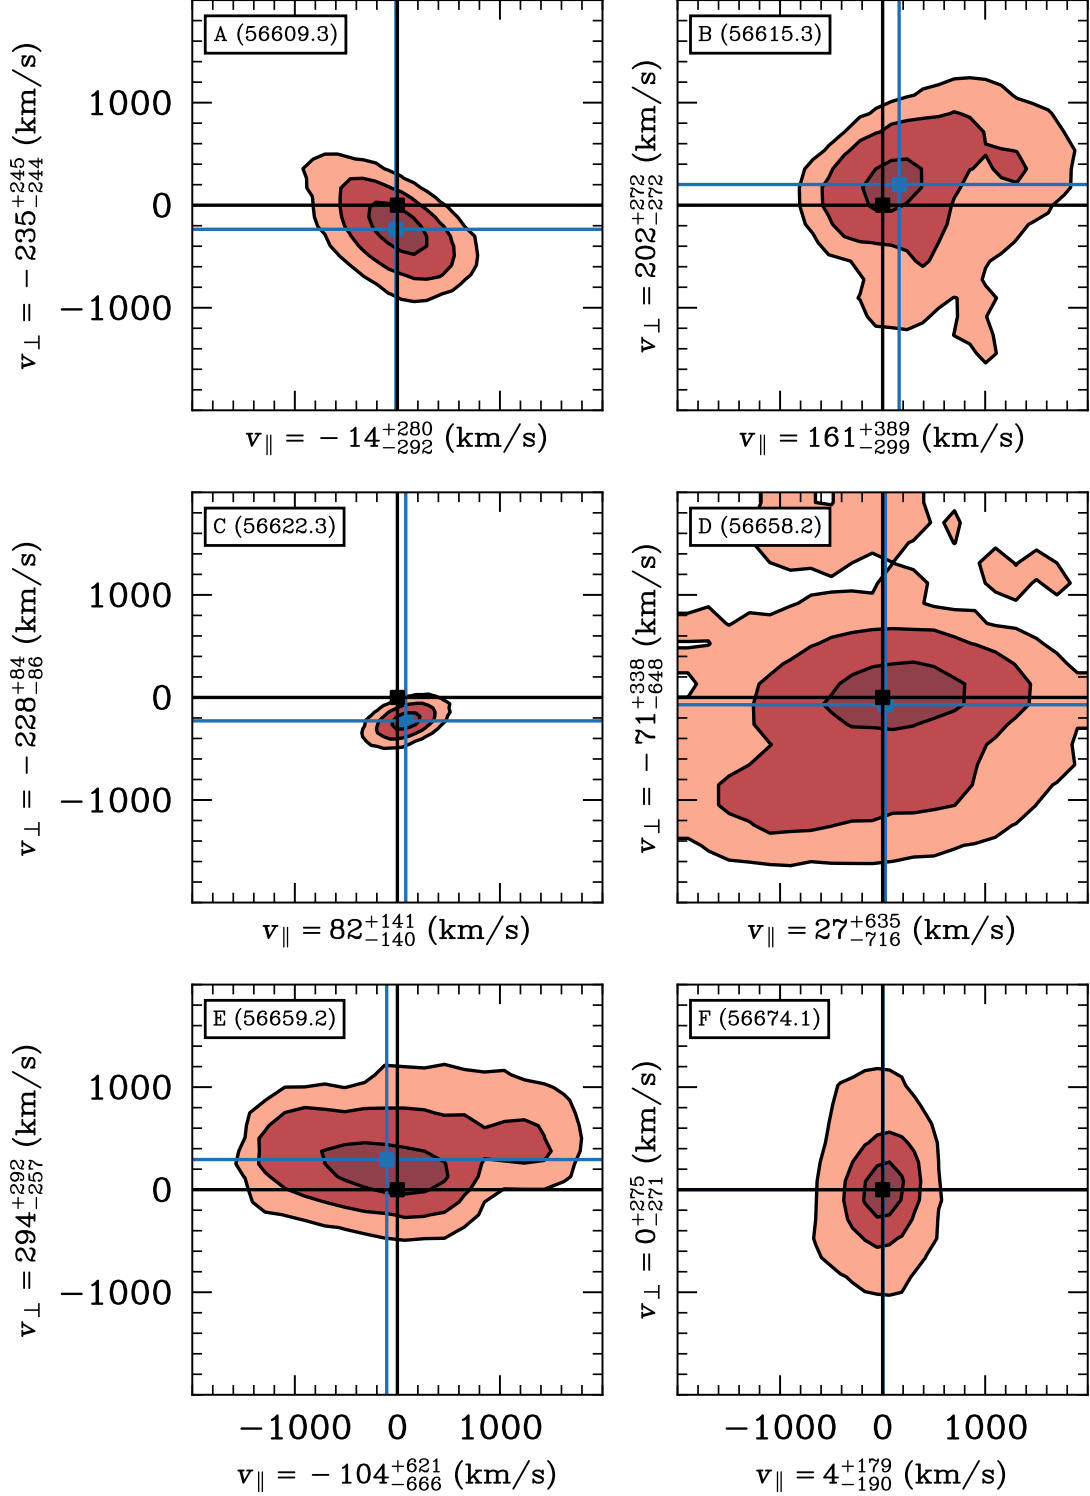 A (56609.3)
B (56615.3)
1000
0
−1000
v⊥ = −235 +245 −244 (km/s)
v⊥ = 202 +272 −272 (km/s)
v∥ = −14 +280 −292 (km/s)
v∥ = 161 +389 −299 (km/s)
C (56622.3)
D (56658.2)
1000
0
−1000
v⊥ = −228 +84 −86 (km/s)
v⊥ = −71 +338 −648 (km/s)
v∥ = 82 +141 −140 (km/s)
v∥ = 27 +635 −716 (km/s)
E (56659.2)
F (56674.1)
1000
0
−1000
v⊥ = 294 +292 −257 (km/s)
v⊥ = 0 +275 −271 (km/s)
−1000 0 1000
−1000 0 1000
v∥ = −104 +621 −666 (km/s)
v∥ = 4 +179 −190 (km/s)